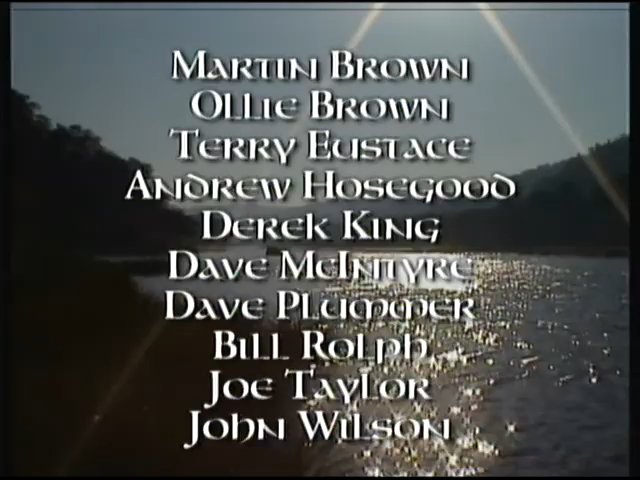 Martin Brown
Ollie Brown
Terry Eustace
Andrew Hosegood
Derek King
Dave McIntyre
Dave Plummer
Bill Rolph
Joe Taylor
John Wilson